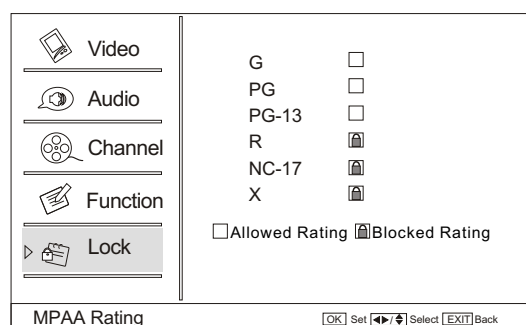 Video
Audio
Channel
Function
Lock
G
PG
PG-13
R
NC-17
X
Allowed Rating Blocked Rating
MPAA Rating
OK Set / Select EXIT Back